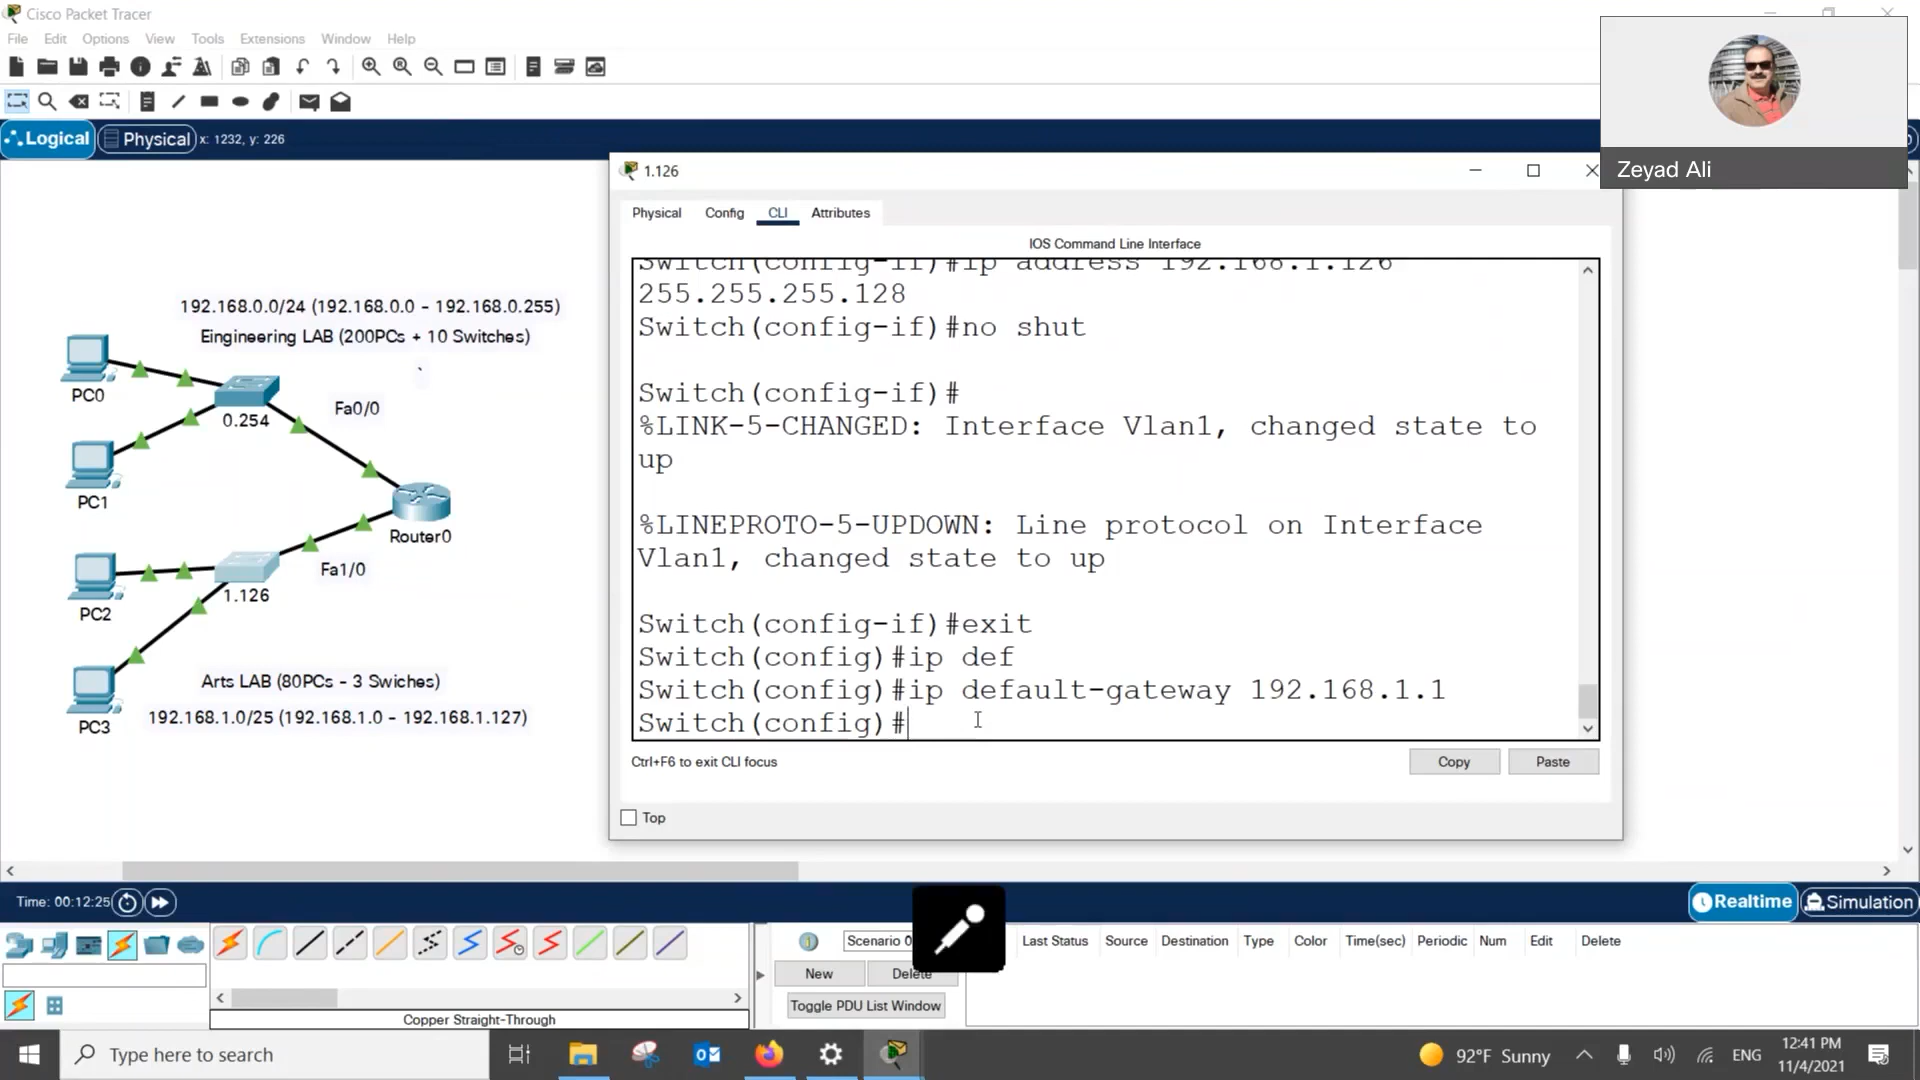 Cisco Packet Tracer
File Edit Options View Tools Extensions Window Help
Logical Physical x: 1232, y: 226
Zeyad Ali
1.126
Physical Config CLI Attributes
IOS Command Line Interface
Switch(config-if)#ip address 192.168.1.126
255.255.255.128
Switch(config-if)#no shut
Switch(config-if)#
%LINK-5-CHANGED: Interface Vlan1, changed state to
up
%LINEPROTO-5-UPDOWN: Line protocol on Interface
Vlan1, changed state to up
Switch(config-if)#exit
Switch(config)#ip def
Switch(config)#ip default-gateway 192.168.1.1
Switch(config)#
Ctrl+F6 to exit CLI focus
Copy Paste
Top
192.168.0.0/24 (192.168.0.0 - 192.168.0.255)
Eingineering LAB (200PCs + 10 Switches)
`
PC0
0.254
Fa0/0
PC1
Router0
Fa1/0
PC2
1.126
Arts LAB (80PCs - 3 Swiches)
192.168.1.0/25 (192.168.1.0 - 192.168.1.127)
PC3
Time: 00:12:25
Realtime Simulation
Scenario 0
New Delete
Toggle PDU List Window
Last Status Source Destination Type Color Time(sec) Periodic Num Edit Delete
Copper Straight-Through
Type here to search
92°F Sunny
ENG
12:41 PM
11/4/2021